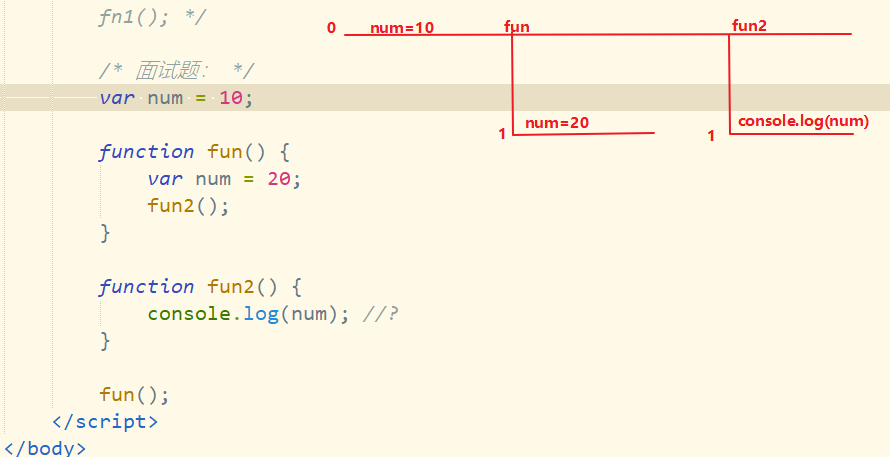 fn1(); */
0 num=10 fun fun2
/* 面试题： */
var num = 10;
1 num=20 1 console.log(num)
function fun() {
var num = 20;
fun2();
}
function fun2() {
console.log(num); //?
}
fun();
</script>
</body>